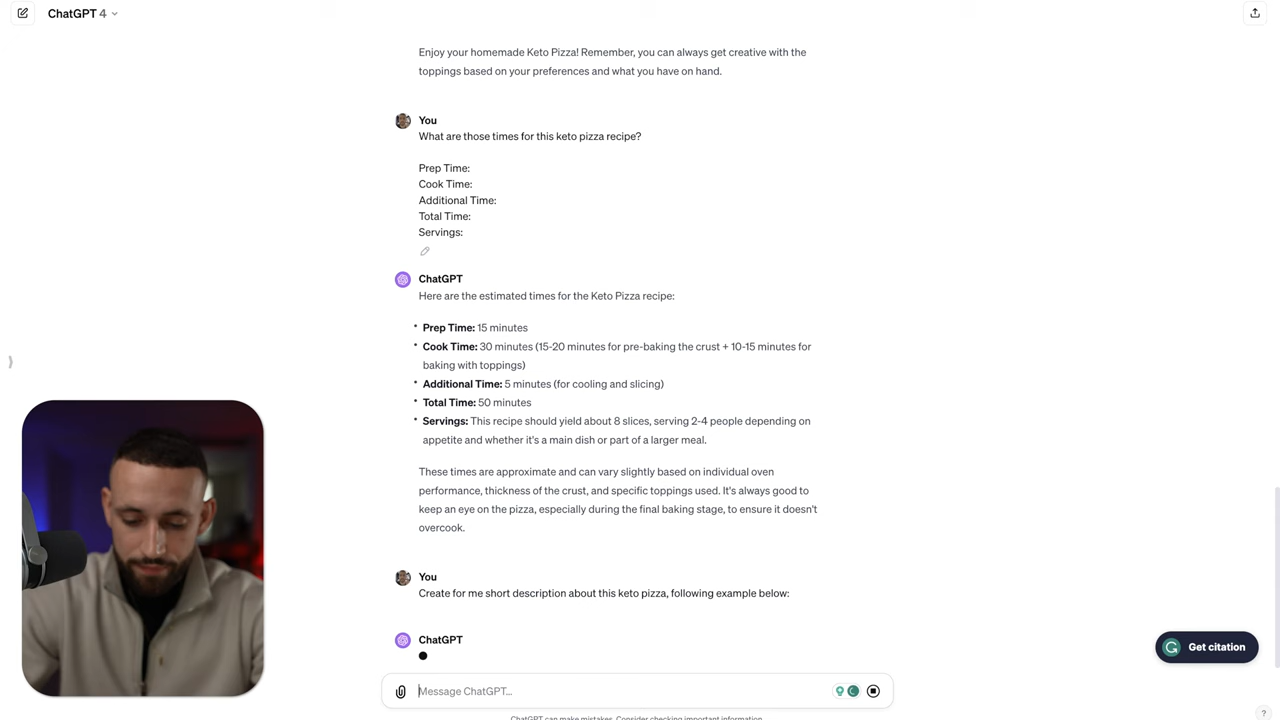 ChatGPT 4
Enjoy your homemade Keto Pizza! Remember, you can always get creative with the
toppings based on your preferences and what you have on hand.
You
What are those times for this keto pizza recipe?
Prep Time:
Cook Time:
Additional Time:
Total Time:
Servings:
ChatGPT
Here are the estimated times for the Keto Pizza recipe:
• Prep Time: 15 minutes
• Cook Time: 30 minutes (15-20 minutes for pre-baking the crust + 10-15 minutes for
baking with toppings)
• Additional Time: 5 minutes (for cooling and slicing)
• Total Time: 50 minutes
• Servings: This recipe should yield about 8 slices, serving 2-4 people depending on
appetite and whether it's a main dish or part of a larger meal.
These times are approximate and can vary slightly based on individual oven
performance, thickness of the crust, and specific toppings used. It's always good to
keep an eye on the pizza, especially during the final baking stage, to ensure it doesn't
overcook.
You
Create for me short description about this keto pizza, following example below:
ChatGPT
Get citation
Message ChatGPT...
ChatGPT can make mistakes. Consider checking important information.
?